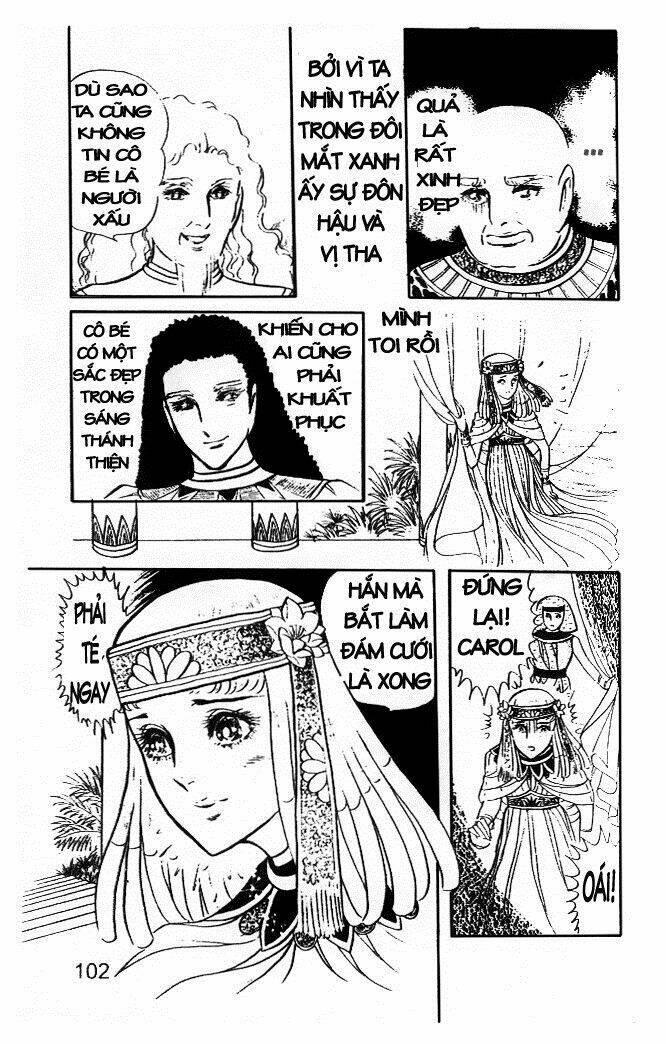 DÙ SAO
TA CŨNG
KHÔNG
TIN CÔ
BÉ LÀ
NGƯỜI
XẤU
BỞI VÌ TA
NHÌN THẤY
TRONG ĐÔI
MẮT XANH
ẤY SỰ ĐÔN
HẬU VÀ
VỊ THA
QUẢ
LÀ
RẤT
XINH
ĐẸP
...
CÔ BÉ
CÓ MỘT
SẮC ĐẸP
TRONG
SÁNG
THÁNH
THIỆN
KHIẾN CHO
AI CŨNG
PHẢI
KHUẤT
PHỤC
MÌNH
TOI RỒI
PHẢI
TÉ
NGAY
HẮN MÀ
BẮT LÀM
ĐÁM CƯỚI
LÀ XONG
ĐỨNG
LẠI!
CAROL
OÁI!
102